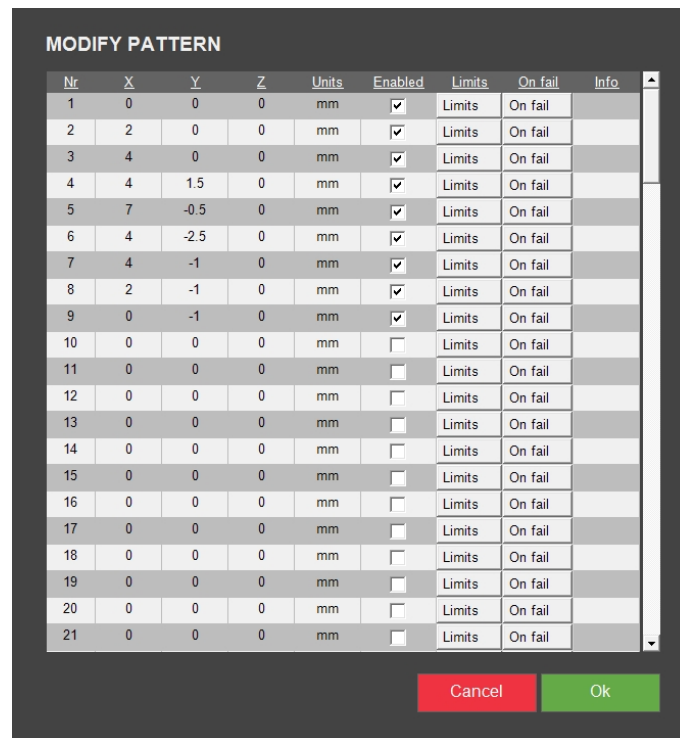 MODIFY PATTERN
Nr X Y Z Units Enabled Limits On fail Info
1 0 0 0 mm Limits On fail
2 2 0 0 mm Limits On fail
3 4 0 0 mm Limits On fail
4 4 1.5 0 mm Limits On fail
5 7 -0.5 0 mm Limits On fail
6 4 -2.5 0 mm Limits On fail
7 4 -1 0 mm Limits On fail
8 2 -1 0 mm Limits On fail
9 0 -1 0 mm Limits On fail
10 0 0 0 mm Limits On fail
11 0 0 0 mm Limits On fail
12 0 0 0 mm Limits On fail
13 0 0 0 mm Limits On fail
14 0 0 0 mm Limits On fail
15 0 0 0 mm Limits On fail
16 0 0 0 mm Limits On fail
17 0 0 0 mm Limits On fail
18 0 0 0 mm Limits On fail
19 0 0 0 mm Limits On fail
20 0 0 0 mm Limits On fail
21 0 0 0 mm Limits On fail
Cancel Ok